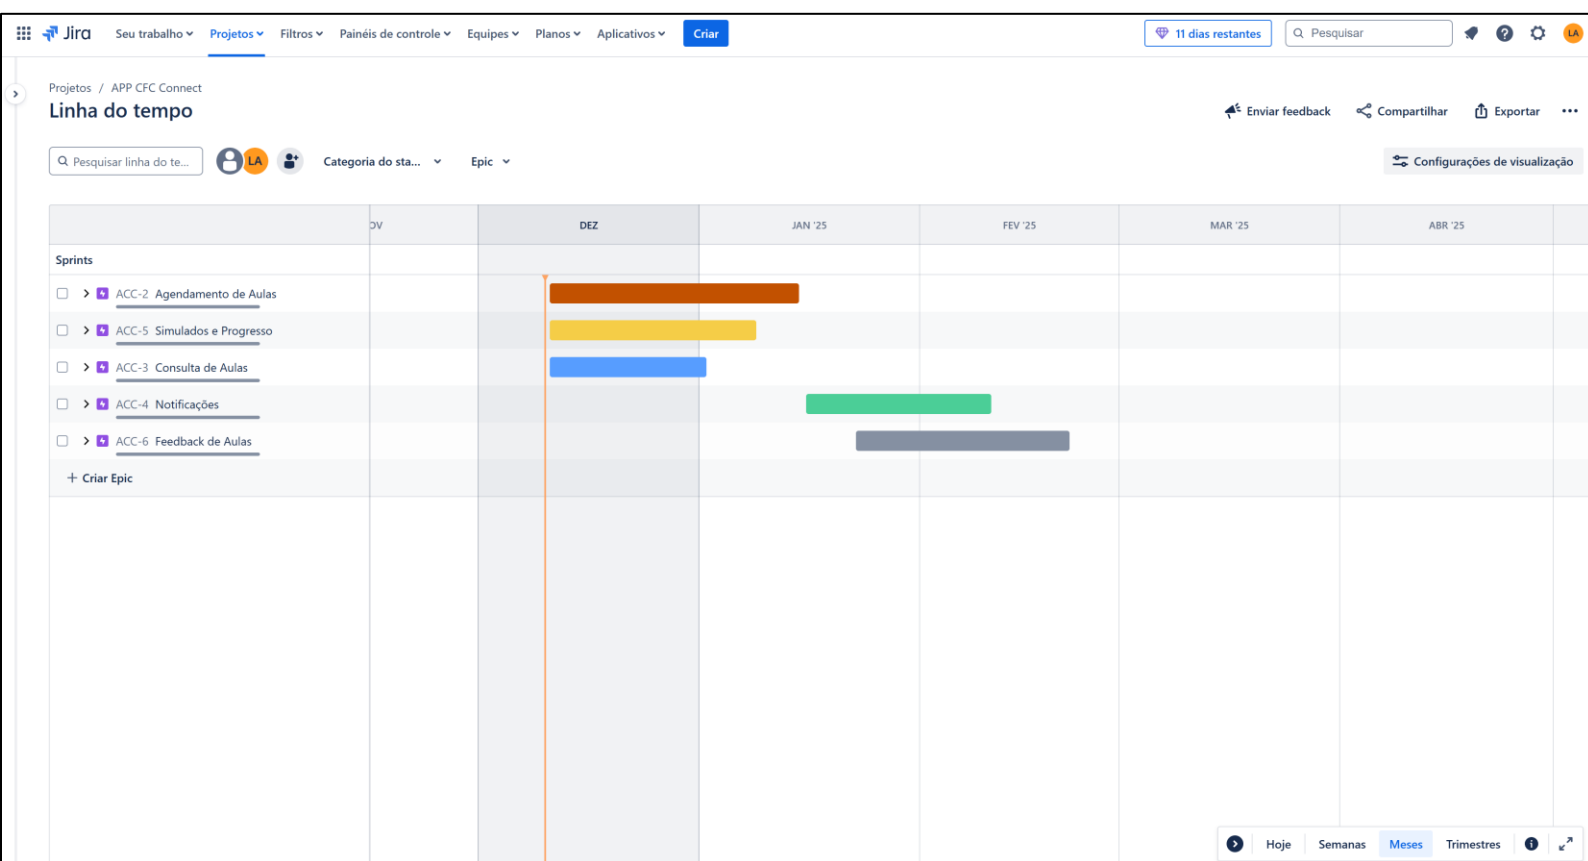 Jira Seu trabalho Projetos Filtros Painéis de controle Equipes Planos Aplicativos Criar 11 dias restantes Pesquisar LA
Projetos / APP CFC Connect
Linha do tempo
Enviar feedback Compartilhar Exportar
Pesquisar linha do te... LA Categoria do sta... Epic Configurações de visualização
OV DEZ JAN '25 FEV '25 MAR '25 ABR '25
Sprints
ACC-2 Agendamento de Aulas
ACC-5 Simulados e Progresso
ACC-3 Consulta de Aulas
ACC-4 Notificações
ACC-6 Feedback de Aulas
+ Criar Epic
Hoje Semanas Meses Trimestres